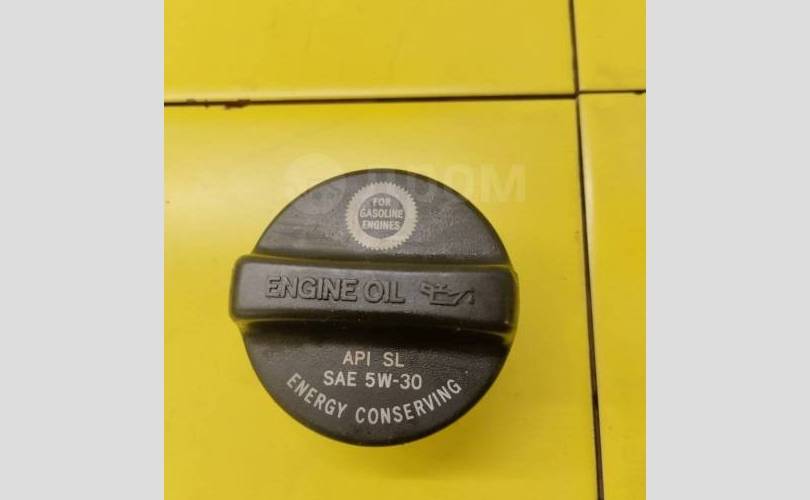 FOR
GASOLINE
ENGINES
ENGINE OIL
API SL
SAE 5W-30
ENERGY CONSERVING